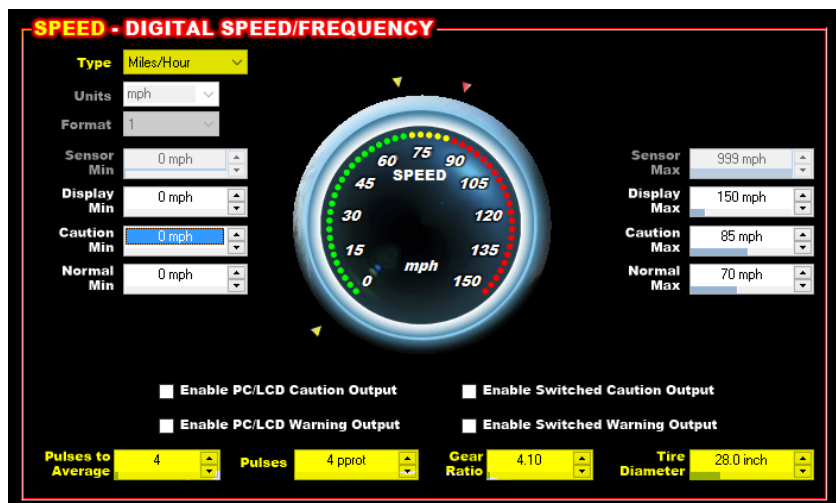 SPEED - DIGITAL SPEED/FREQUENCY
Type Miles/Hour
Units mph
Format 1
Sensor Min 0 mph
Display Min 0 mph
Caution Min 0 mph
Normal Min 0 mph
0
15
30
45
60
75
90
105
120
135
150
SPEED
mph
Sensor Max 999 mph
Display Max 150 mph
Caution Max 85 mph
Normal Max 70 mph
Enable PC/LCD Caution Output
Enable Switched Caution Output
Enable PC/LCD Warning Output
Enable Switched Warning Output
Pulses to Average 4
Pulses 4 pprot
Gear Ratio 4.10
Tire Diameter 28.0 inch